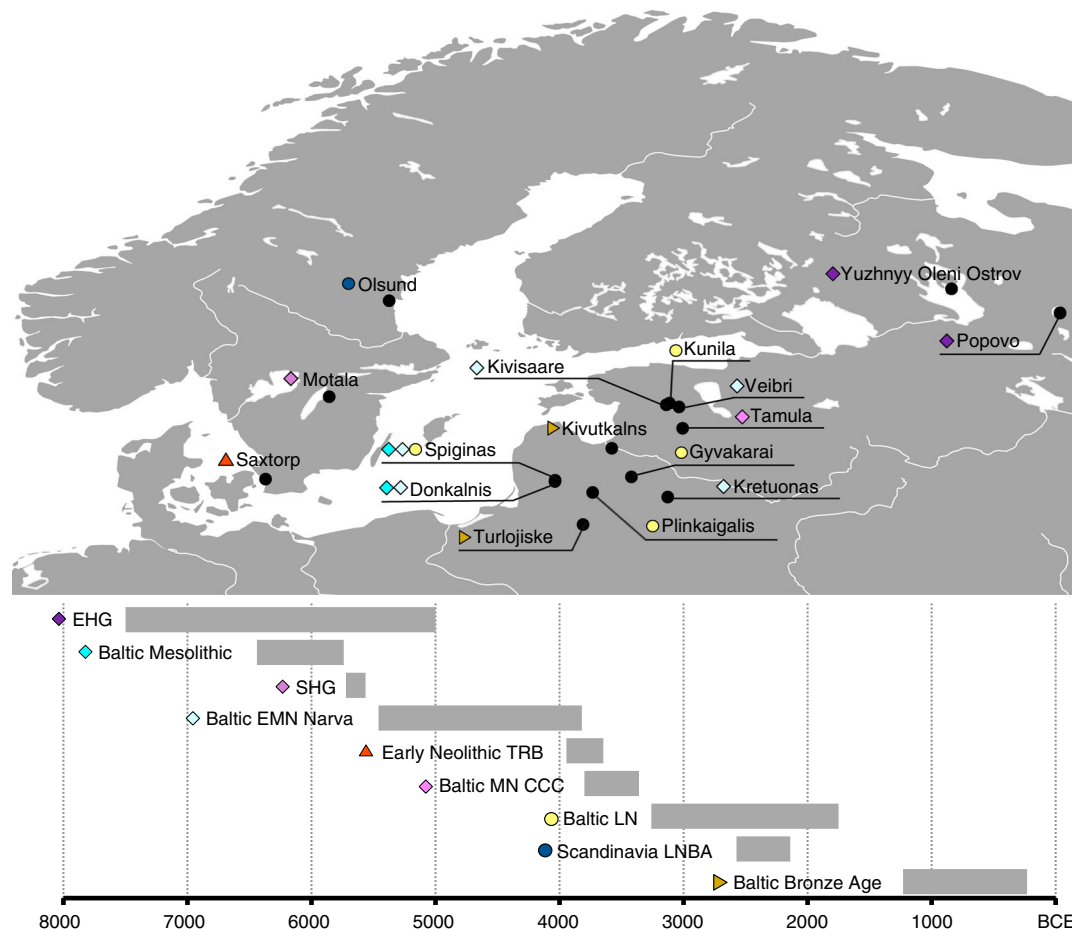 Yuzhnyy Oleni Ostrov
Olsund
Popovo
Kunila
Kivisaare
Motala
Veibri
Tamula
Kivutkalns
Spiginas
Gyvakarai
Saxtorp
Donkalnis
Kretuonas
Plinkaigalis
Turlojiske
EHG
Baltic Mesolithic
SHG
Baltic EMN Narva
Early Neolithic TRB
Baltic MN CCC
Baltic LN
Scandinavia LNBA
Baltic Bronze Age
8000 7000 6000 5000 4000 3000 2000 1000 BCE